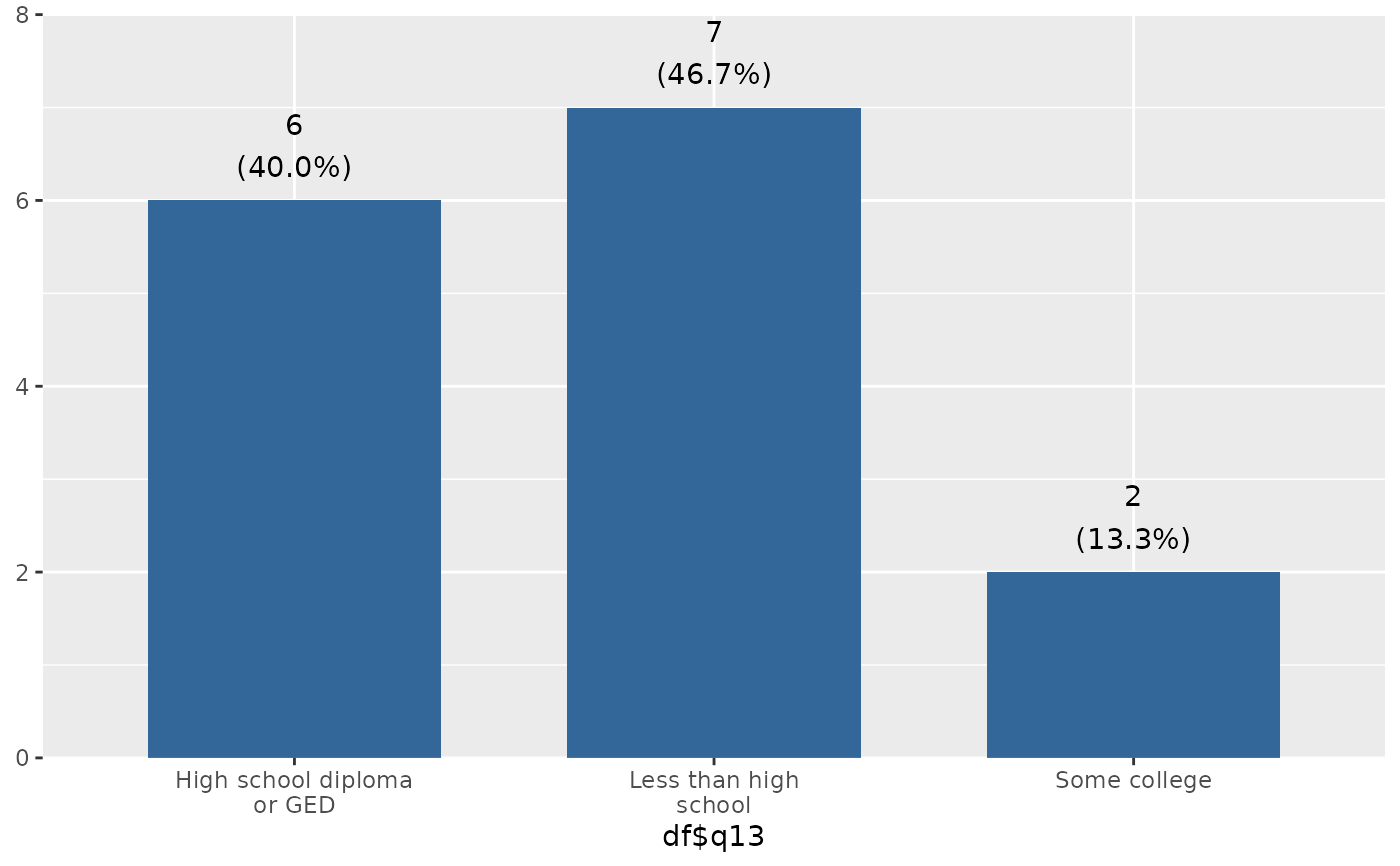 8
7
(46.7%)
6
(40.0%)
6
4
2
(13.3%)
2
0
High school diploma
or GED
Less than high
school
Some college
df$q13